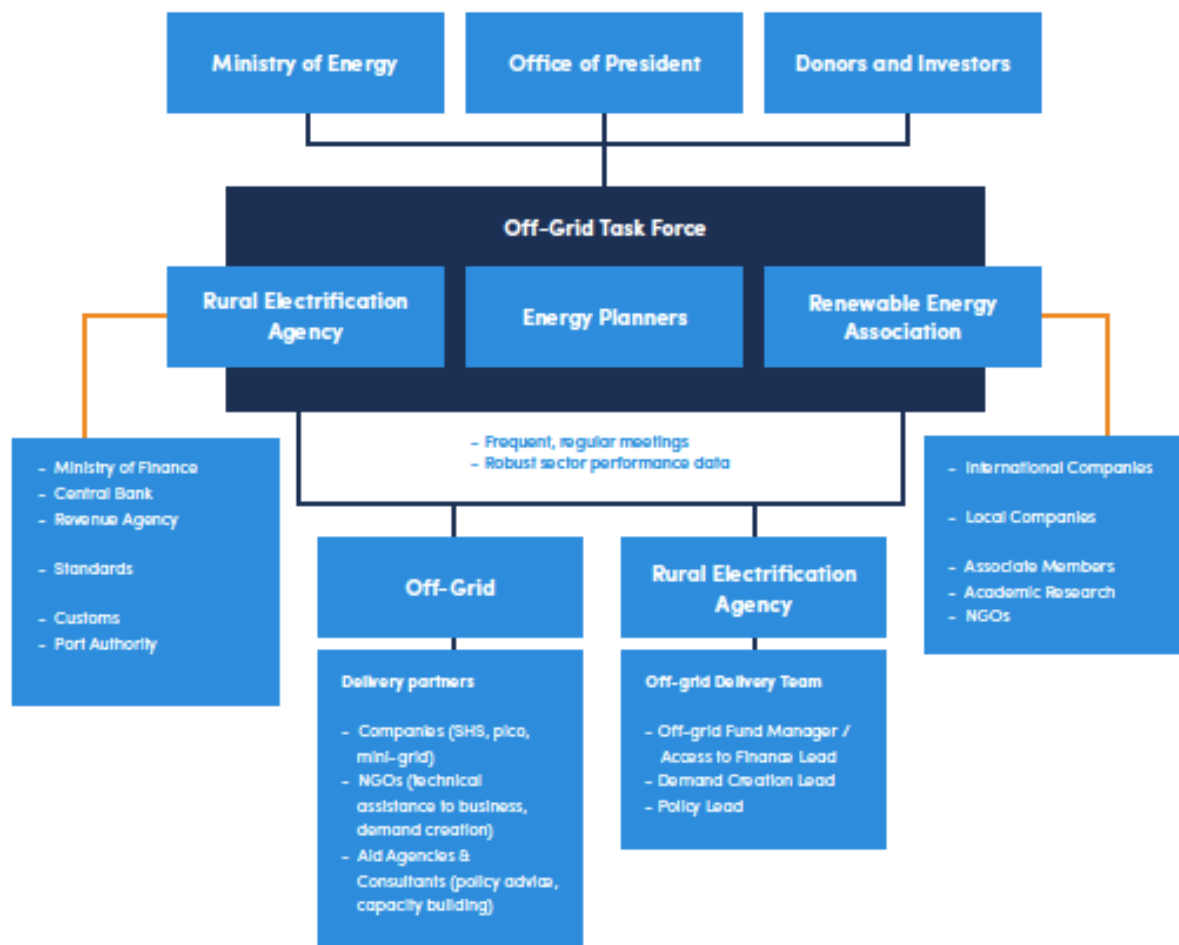 Ministry of Energy
Office of President
Donors and Investors
Off-Grid Task Force
Rural Electrification
Agency
Energy Planners
Renewable Energy
Association
- Frequent, regular meetings
- Robust sector performance data
- Ministry of Finance
- Central Bank
- Revenue Agency
- Standards
- Customs
- Port Authority
- International Companies
- Local Companies
- Associate Members
- Academic Research
- NGOs
Off-Grid
Delivery partners
- Companies (SHS, pico,
mini-grid)
- NGOs (technical
assistance to business,
demand creation)
- Aid Agencies &
Consultants (policy advice,
capacity building)
Rural Electrification
Agency
Off-grid Delivery Team
- Off-grid Fund Manager /
Access to Finance Lead
- Demand Creation Lead
- Policy Lead